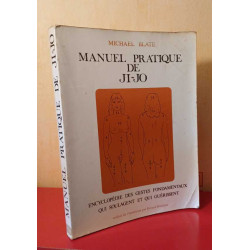 MICHAEL BLATE
MANUEL PRATIQUE
DE
JI-JO
ENCYCLOPÉDIE DES GESTES FONDAMENTAUX
QUI SOULAGENT ET QUI GUÉRISSENT
MANUEL PRATIQUE DE JI-JO